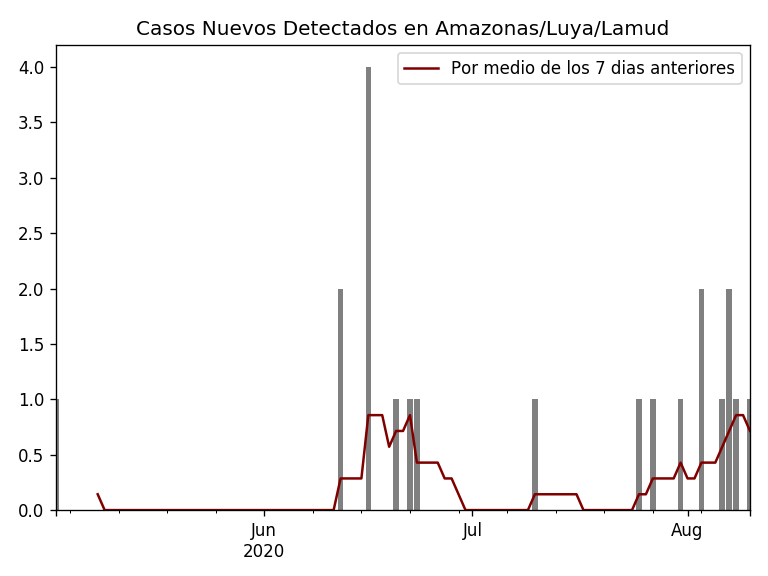 Casos Nuevos Detectados en Amazonas/Luya/Lamud
Por medio de los 7 dias anteriores
4.0
3.5
3.0
2.5
2.0
1.5
1.0
0.5
0.0
Jun
2020
Jul
Aug